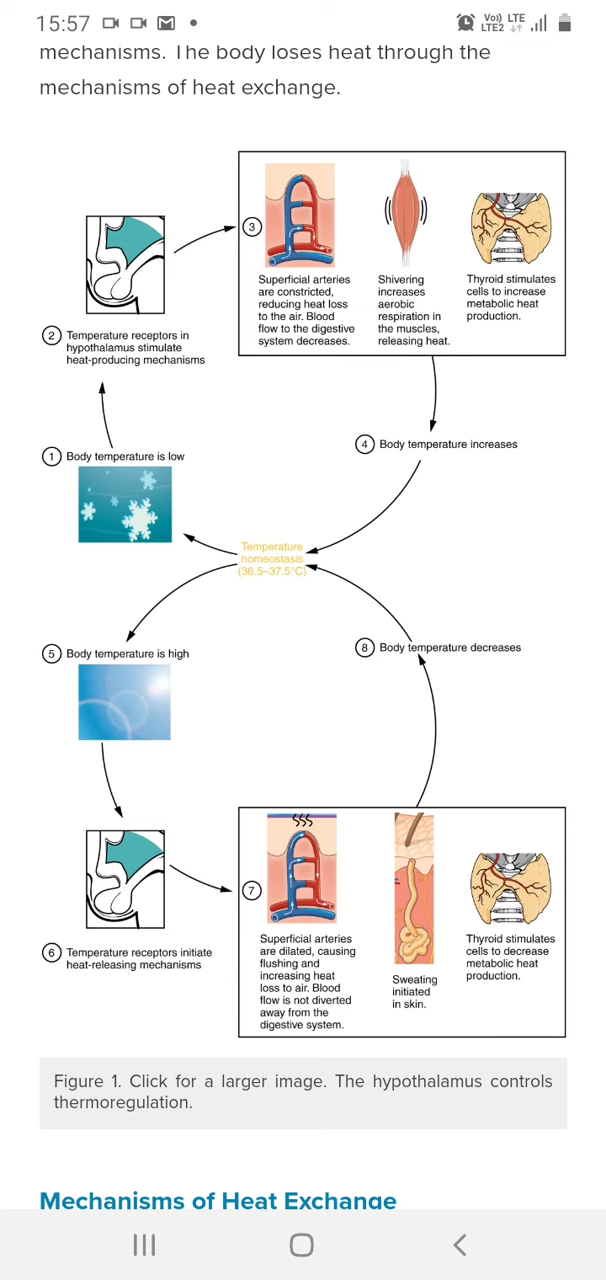 15:57
Vo)) LTE
LTE2
mechanisms. The body loses heat through the
mechanisms of heat exchange.
3
Superficial arteries
are constricted,
reducing heat loss
to the air. Blood
flow to the digestive
system decreases.
Shivering
increases
aerobic
respiration in
the muscles,
releasing heat.
Thyroid stimulates
cells to increase
metabolic heat
production.
2 Temperature receptors in
hypothalamus stimulate
heat-producing mechanisms
4 Body temperature increases
1 Body temperature is low
Temperature
homeostasis
(36.5–37.5°C)
5 Body temperature is high
8 Body temperature decreases
7
Superficial arteries
are dilated, causing
flushing and
increasing heat
loss to air. Blood
flow is not diverted
away from the
digestive system.
Sweating
initiated
in skin.
Thyroid stimulates
cells to decrease
metabolic heat
production.
6 Temperature receptors initiate
heat-releasing mechanisms
Figure 1. Click for a larger image. The hypothalamus controls
thermoregulation.
Mechanisms of Heat Exchange